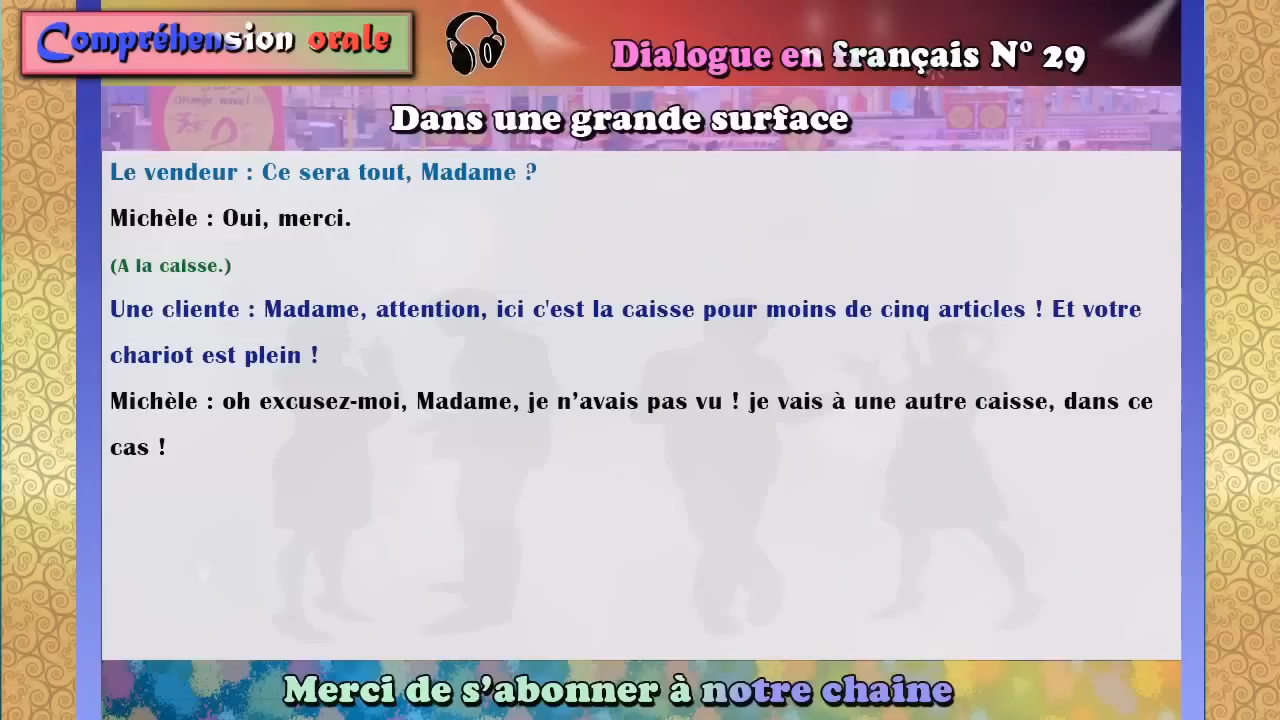 Compréhension orale
Dialogue en français N° 29
Dans une grande surface
Le vendeur : Ce sera tout, Madame ?
Michèle : Oui, merci.
(A la caisse.)
Une cliente : Madame, attention, ici c'est la caisse pour moins de cinq articles ! Et votre
chariot est plein !
Michèle : oh excusez-moi, Madame, je n’avais pas vu ! je vais à une autre caisse, dans ce
cas !
Merci de s’abonner à notre chaine